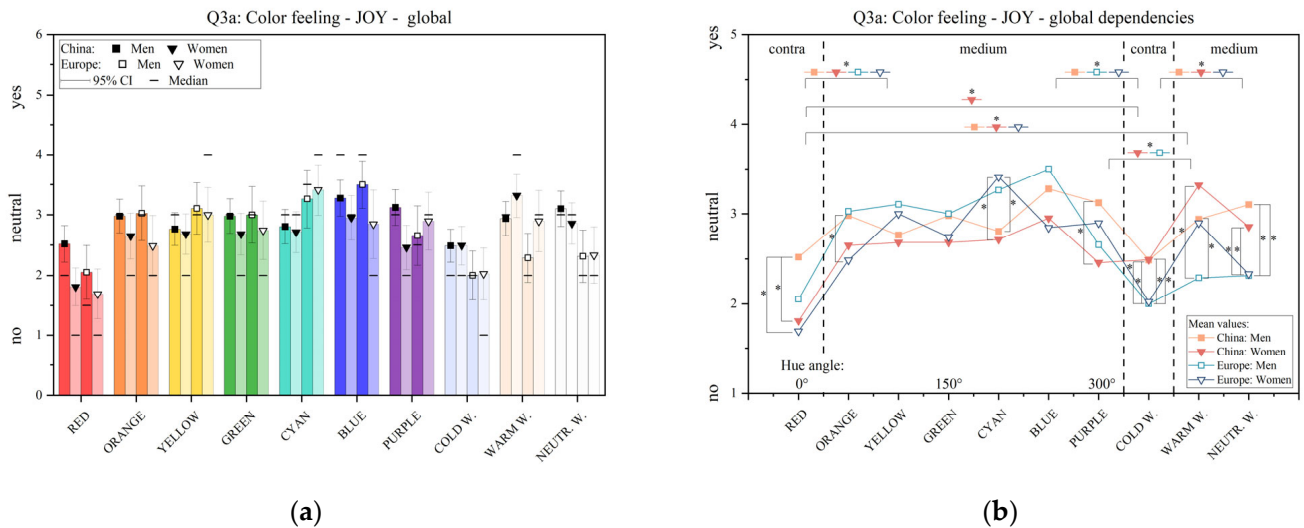 Q3a: Color feeling - JOY - global
China: Men Women
Europe: Men Women
95% CI Median
yes
neutral
no
6
5
4
3
2
1
0
RED
ORANGE
YELLOW
GREEN
CYAN
BLUE
PURPLE
COLD W.
WARM W.
NEUTR. W.
(a)
Q3a: Color feeling - JOY - global dependencies
contra medium contra medium
yes
neutral
no
5
4
3
2
1
* * *
*
*
*
* * * * * * * * * * * * * * * *
Mean values:
China: Men
China: Women
Europe: Men
Europe: Women
Hue angle:
0° 150° 300°
RED
ORANGE
YELLOW
GREEN
CYAN
BLUE
PURPLE
COLD W.
WARM W.
NEUTR. W.
(b)